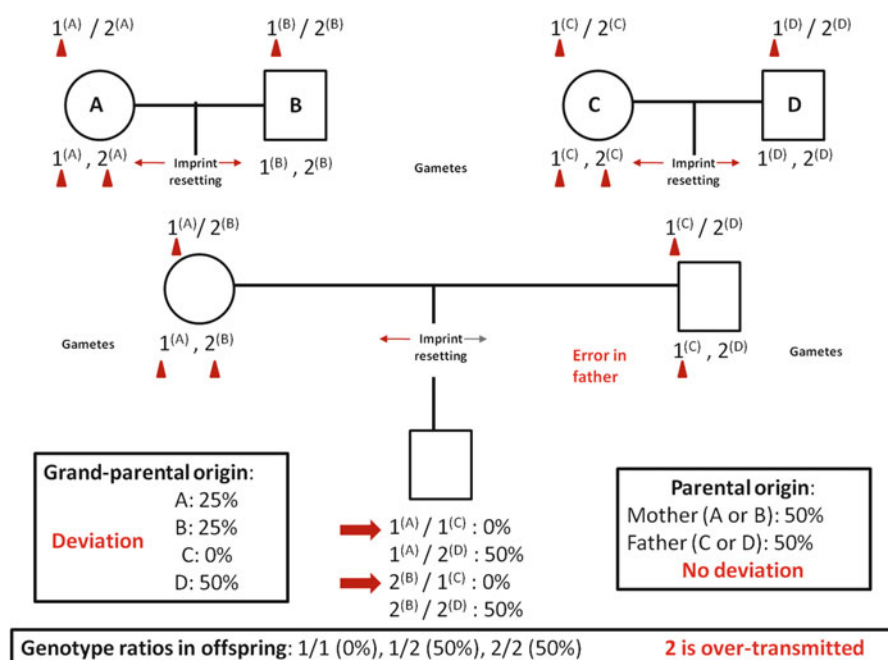 1(A) / 2(A)
1(B) / 2(B)
1(C) / 2(C)
1(D) / 2(D)
A
B
C
D
1(A) , 2(A)
Imprint
resetting
1(B) , 2(B)
Gametes
1(C) , 2(C)
Imprint
resetting
1(D) , 2(D)
1(A)/ 2(B)
1(C) / 2(D)
Gametes
1(A) , 2(B)
Imprint
resetting
Error in
father
1(C) , 2(D)
Gametes
Grand-parental origin:
A: 25%
B: 25%
Deviation
C: 0%
D: 50%
1(A) / 1(C) : 0%
1(A) / 2(D) : 50%
2(B) / 1(C) : 0%
2(B) / 2(D) : 50%
Parental origin:
Mother (A or B): 50%
Father (C or D): 50%
No deviation
Genotype ratios in offspring: 1/1 (0%), 1/2 (50%), 2/2 (50%) 2 is over-transmitted